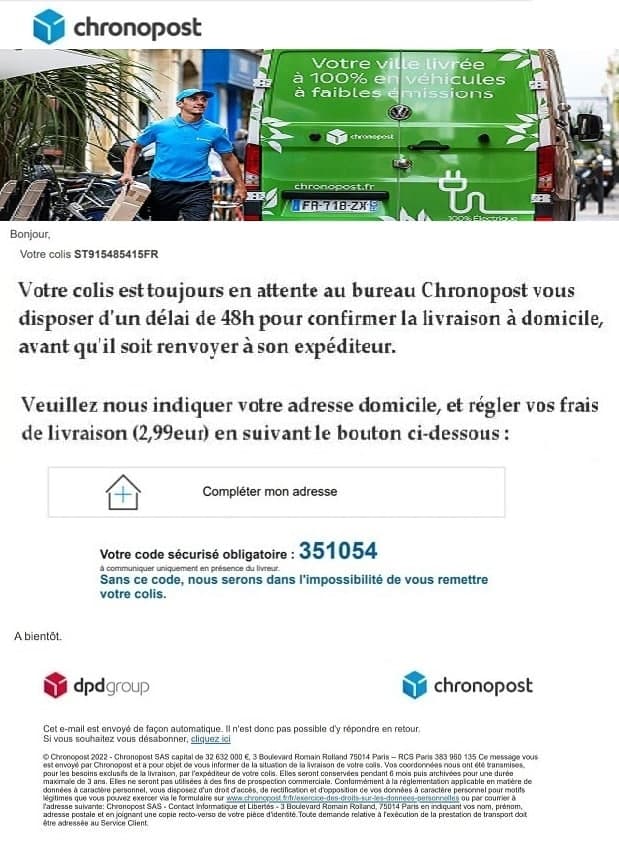 chronopost
Votre ville livrée
à 100% en véhicules
à faibles émissions
chronopost
chronopost.fr
FR-718-ZX
100% Électrique
Bonjour,
Votre colis ST915485415FR
Votre colis est toujours en attente au bureau Chronopost vous
disposer d'un délai de 48h pour confirmer la livraison à domicile,
avant qu'il soit renvoyer à son expéditeur.
Veuillez nous indiquer votre adresse domicile, et régler vos frais
de livraison (2,99eur) en suivant le bouton ci-dessous :
Compléter mon adresse
Votre code sécurisé obligatoire : 351054
à communiquer uniquement en présence du livreur.
Sans ce code, nous serons dans l'impossibilité de vous remettre
votre colis.
A bientôt.
dpdgroup
chronopost
Cet e-mail est envoyé de façon automatique. Il n'est donc pas possible d'y répondre en retour.
Si vous souhaitez vous désabonner, cliquez ici
© Chronopost 2022 - Chronopost SAS capital de 32 632 000 €, 3 Boulevard Romain Rolland 75014 Paris – RCS Paris 383 960 135 Ce message vous
est envoyé par Chronopost et a pour objet de vous informer de la situation de la livraison de votre colis. Vos coordonnées nous ont été transmises,
pour les besoins exclusifs de la livraison, par l'expéditeur de votre colis. Elles seront conservées pendant 6 mois puis archivées pour une durée
maximale de 3 ans. Elles ne seront pas utilisées à des fins de prospection commerciale. Conformément à la réglementation applicable en matière de
données à caractère personnel, vous disposez d'un droit d'accès, de rectification et d'opposition de vos données à caractère personnel pour motifs
légitimes que vous pouvez exercer via le formulaire sur www.chronopost.fr/fr/exercice-des-droits-sur-les-donnees-personnelles ou par courrier à
l'adresse suivante: Chronopost SAS - Contact Informatique et Libertés - 3 Boulevard Romain Rolland, 75014 Paris en indiquant vos nom, prénom,
adresse postale et en joignant une copie recto-verso de votre pièce d'identité. Toute demande relative à l'exécution de la prestation de transport doit
être adressée au Service Client.